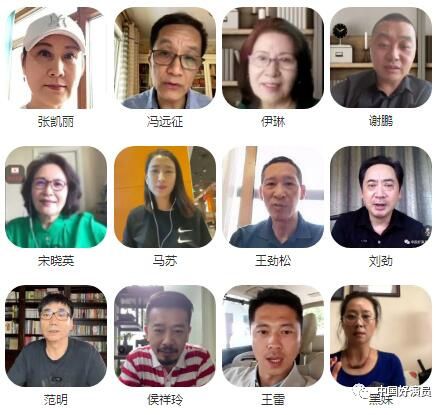 张凯丽 冯远征 伊琳 谢鹏
宋晓英 马苏 王劲松 刘劲
范明 侯祥玲 王雷 黑妹
中国好演员